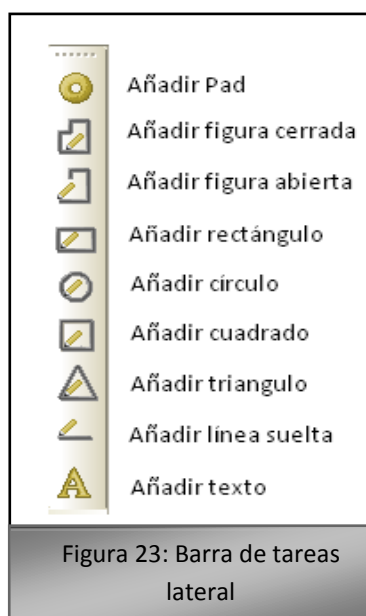 Añadir Pad
Añadir figura cerrada
Añadir figura abierta
Añadir rectángulo
Añadir círculo
Añadir cuadrado
Añadir triangulo
Añadir línea suelta
Añadir texto
Figura 23: Barra de tareas
lateral